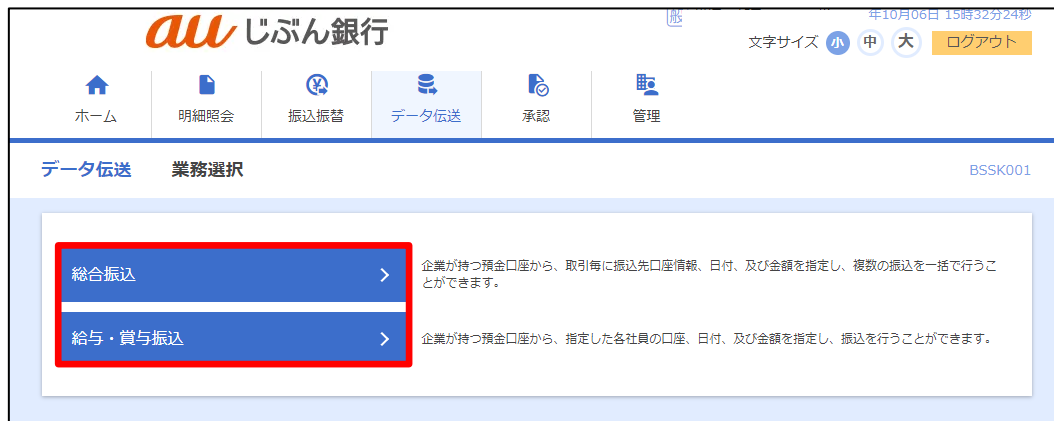 au じぶん銀行
年10月06日 15時32分24秒
文字サイズ 小 中 大 ログアウト
ホーム 明細照会 振込振替 データ伝送 承認 管理
データ伝送 業務選択 BSSK001
総合振込
企業が持つ預金口座から、取引毎に振込先口座情報、日付、及び金額を指定し、複数の振込を一括で行うこ
とができます。
給与・賞与振込
企業が持つ預金口座から、指定した各社員の口座、日付、及び金額を指定し、振込を行うことができます。